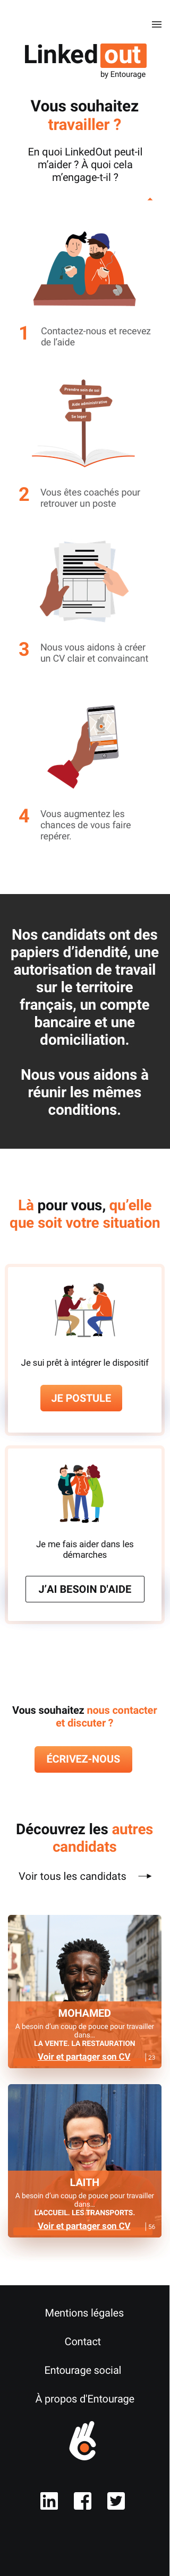 Linked out
by Entourage
Vous souhaitez
travailler ?
En quoi LinkedOut peut-il
m'aider ? À quoi cela
m'engage-t-il ?
1
Contactez-nous et recevez
de l'aide
Prendre soin de soi
Aide administrative
Se loger
2
Vous êtes coachés pour
retrouver un poste
3
Nous vous aidons à créer
un CV clair et convaincant
4
Vous augmentez les
chances de vous faire
repérer.
Nos candidats ont des
papiers d'idendité, une
autorisation de travail
sur le territoire
français, un compte
bancaire et une
domiciliation.
Nous vous aidons à
réunir les mêmes
conditions.
Là pour vous, qu'elle
que soit votre situation
Je sui prêt à intégrer le dispositif
JE POSTULE
Je me fais aider dans les
démarches
J'AI BESOIN D'AIDE
Vous souhaitez nous contacter
et discuter ?
ÉCRIVEZ-NOUS
Découvrez les autres
candidats
Voir tous les candidats
MOHAMED
A besoin d'un coup de pouce pour travailler
dans...
LA VENTE. LA RESTAURATION
Voir et partager son CV
23
LAITH
A besoin d'un coup de pouce pour travailler
dans...
L'ACCUEIL. LES TRANSPORTS.
Voir et partager son CV
56
Mentions légales
Contact
Entourage social
À propos d'Entourage